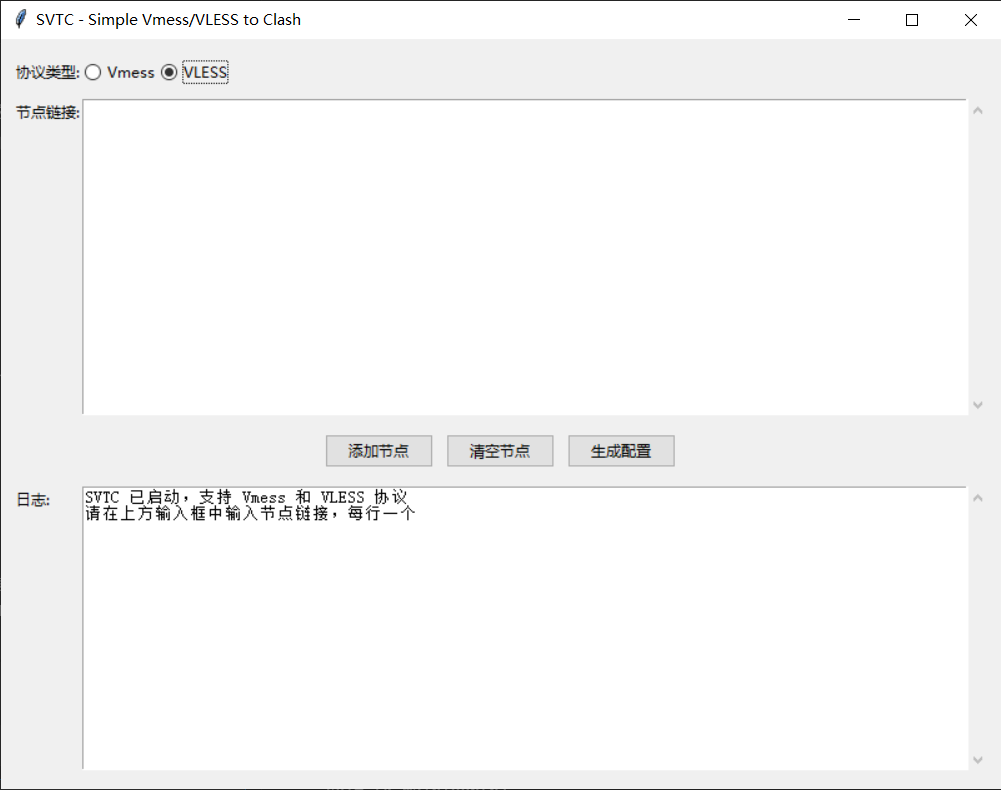 SVTC - Simple Vmess/VLESS to Clash
协议类型: Vmess VLESS
节点链接:
添加节点 清空节点 生成配置
日志:
SVTC 已启动，支持 Vmess 和 VLESS 协议
请在上方输入框中输入节点链接，每行一个